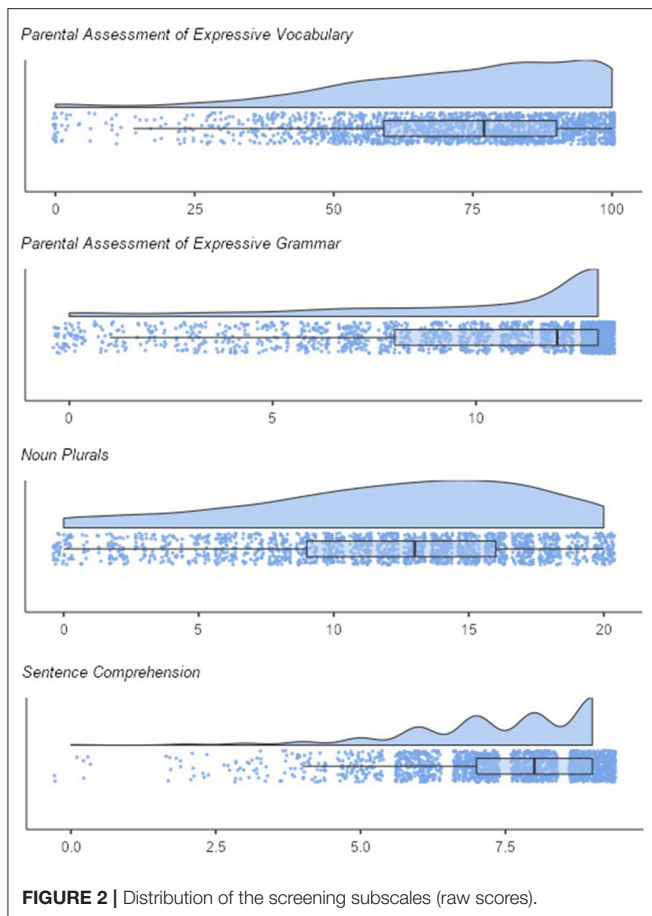 Parental Assessment of Expressive Vocabulary
0 25 50 75 100
Parental Assessment of Expressive Grammar
0 5 10
Noun Plurals
0 5 10 15 20
Sentence Comprehension
0.0 2.5 5.0 7.5
FIGURE 2 | Distribution of the screening subscales (raw scores).